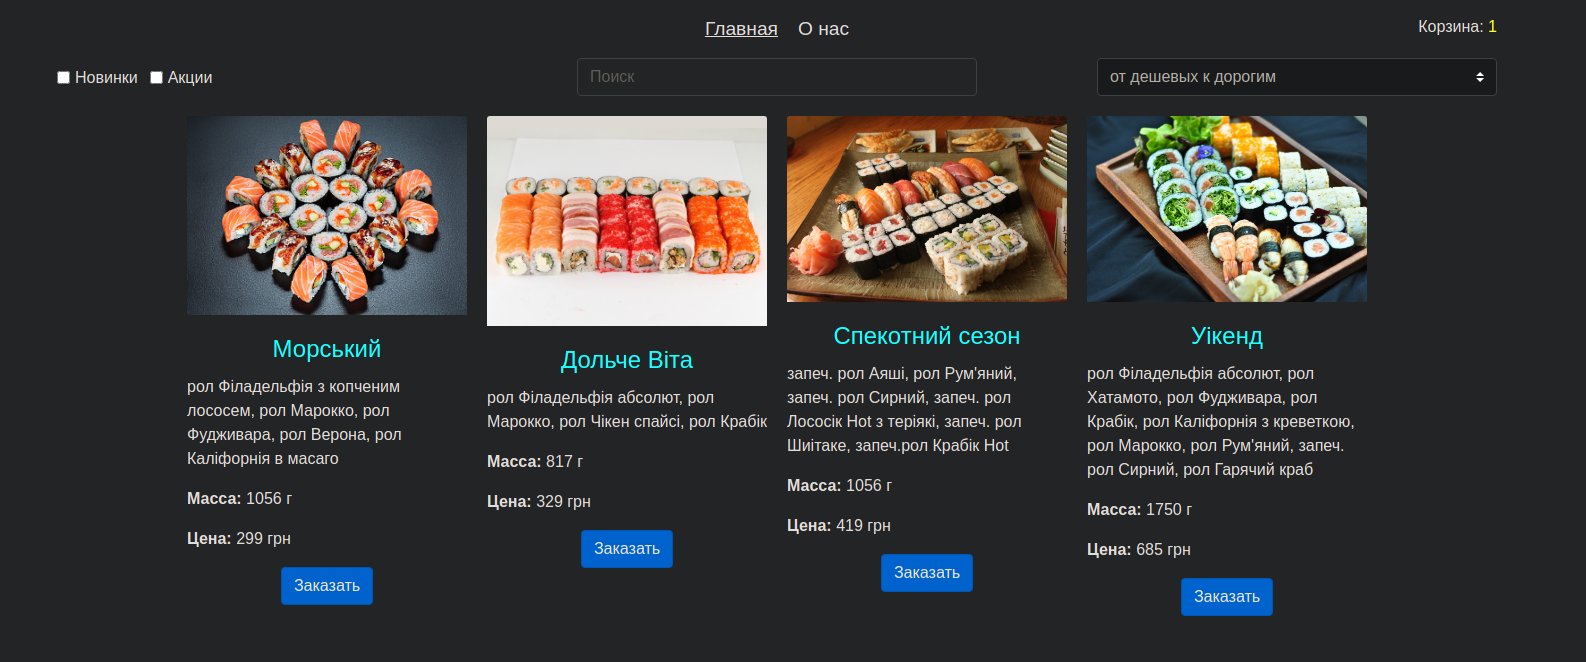 Главная О нас
Корзина: 1
Новинки Акции
Поиск
от дешевых к дорогим
Морський
рол Філадельфія з копченим
лососем, рол Марокко, рол
Фудживара, рол Верона, рол
Каліфорнія в масаго
Масса: 1056 г
Цена: 299 грн
Заказать
Дольче Віта
рол Філадельфія абсолют, рол
Марокко, рол Чікен спайсі, рол Крабік
Масса: 817 г
Цена: 329 грн
Заказать
Спекотний сезон
запеч. рол Аяші, рол Рум'яний,
запеч. рол Сирний, запеч. рол
Лососік Hot з теріякі, запеч. рол
Шиітаке, запеч.рол Крабік Hot
Масса: 1056 г
Цена: 419 грн
Заказать
Уікенд
рол Філадельфія абсолют, рол
Хатамото, рол Фудживара, рол
Крабік, рол Каліфорнія з креветкою,
рол Марокко, рол Рум'яний, запеч.
рол Сирний, рол Гарячий краб
Масса: 1750 г
Цена: 685 грн
Заказать